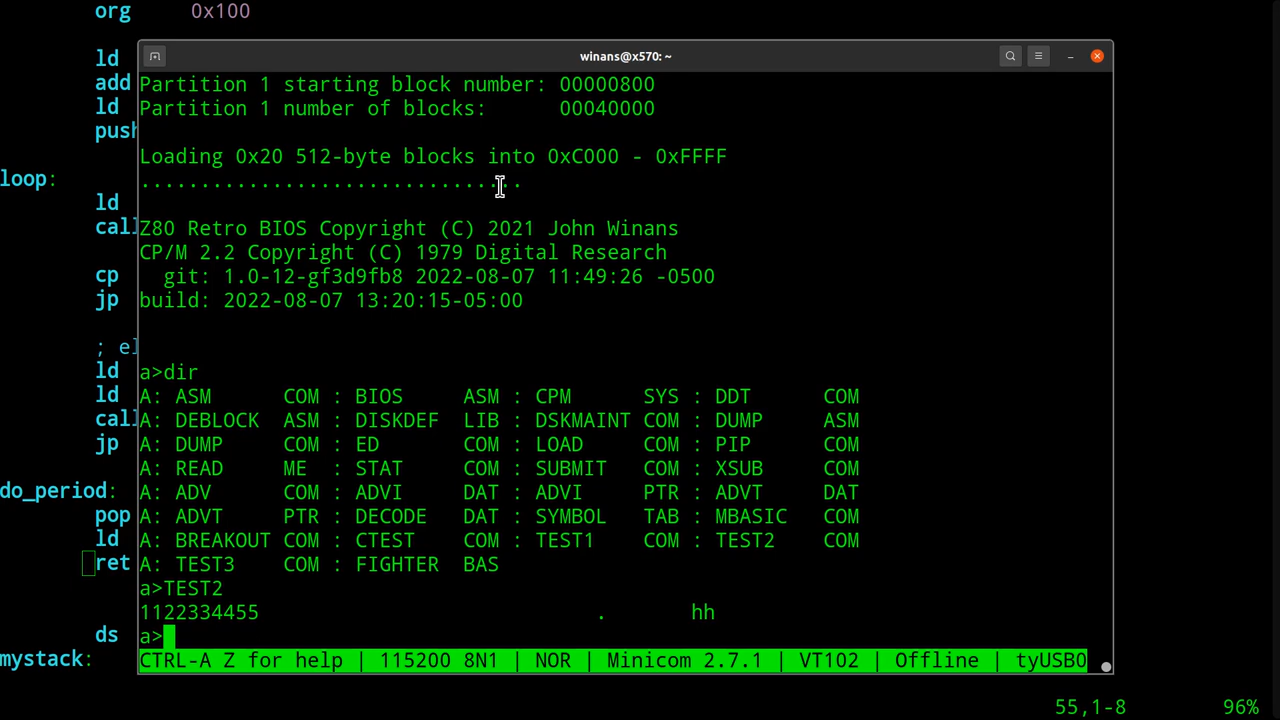 org 0x100
winans@x570: ~
ld
add
ld
push
loop:
ld
call
cp
jp
; el
ld
ld
call
jp
do_period:
pop
ld
ret
ds
mystack:
Partition 1 starting block number: 00000800
Partition 1 number of blocks: 00040000
Loading 0x20 512-byte blocks into 0xC000 - 0xFFFF
................................
Z80 Retro BIOS Copyright (C) 2021 John Winans
CP/M 2.2 Copyright (C) 1979 Digital Research
git: 1.0-12-gf3d9fb8 2022-08-07 11:49:26 -0500
build: 2022-08-07 13:20:15-05:00
a>dir
A: ASM COM : BIOS ASM : CPM SYS : DDT COM
A: DEBLOCK ASM : DISKDEF LIB : DSKMAINT COM : DUMP ASM
A: DUMP COM : ED COM : LOAD COM : PIP COM
A: READ ME : STAT COM : SUBMIT COM : XSUB COM
A: ADV COM : ADVI DAT : ADVI PTR : ADVT DAT
A: ADVT PTR : DECODE DAT : SYMBOL TAB : MBASIC COM
A: BREAKOUT COM : CTEST COM : TEST1 COM : TEST2 COM
A: TEST3 COM : FIGHTER BAS
a>TEST2
1122334455 . hh
a>
CTRL-A Z for help | 115200 8N1 | NOR | Minicom 2.7.1 | VT102 | Offline | tyUSB0
55,1-8 96%